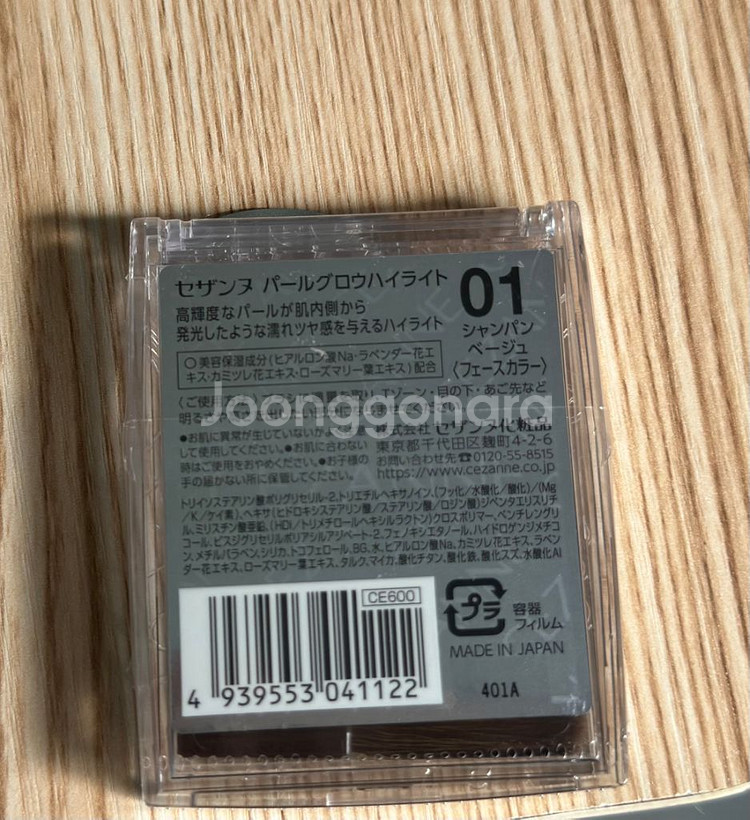 セザンヌ パールグロウハイライト
01
高輝度なパールが肌内側から
発光したような濡れツヤ感を与えるハイライト
シャンパン
ベージュ
〈フェースカラー〉
○美容保湿成分(ヒアルロン酸Na・ラベンダー花エ
キス・カミツレ花エキス・ローズマリー葉エキス)配合
〈ご使用 ゾーン・目の下・あご先など
明る
Joonggonara
●お肌に異常が生じていないか
して使用してください。●お肌に合わない
時はご使用をおやめください。●お子様の
手の届かない所に保管してください。
株式会社 セザンヌ化粧品
東京都千代田区麹町4-2-6
お問い合わせ先☎0120-55-8515
https://www.cezanne.co.jp
トリイソステアリン酸ポリグリセリル-2、トリエチルヘキサノイン、(フッ化/水酸化/酸化)/(Mg
/K/ケイ素)、ヘキサ(ヒドロキシステアリン酸/ステアリン酸/ロジン酸)ジペンタエリスリチ
ル、ミリスチン酸亜鉛、(HDI/トリメチロールヘキシルラクトン)クロスポリマー、ペンチレングリ
コール、ビスジグリセリルポリアシルアジペート-2、フェノキシエタノール、ハイドロゲンジメチコ
ン、メチルパラベン、シリカ、トコフェロール、BG、水、ヒアルロン酸Na、カミツレ花エキス、ラベン
ダー花エキス、ローズマリー葉エキス、タルク、マイカ、酸化チタン、酸化鉄、酸化スズ、水酸化Al
CE600
4 939553 041122
プラ
容器
フィルム
MADE IN JAPAN
401A